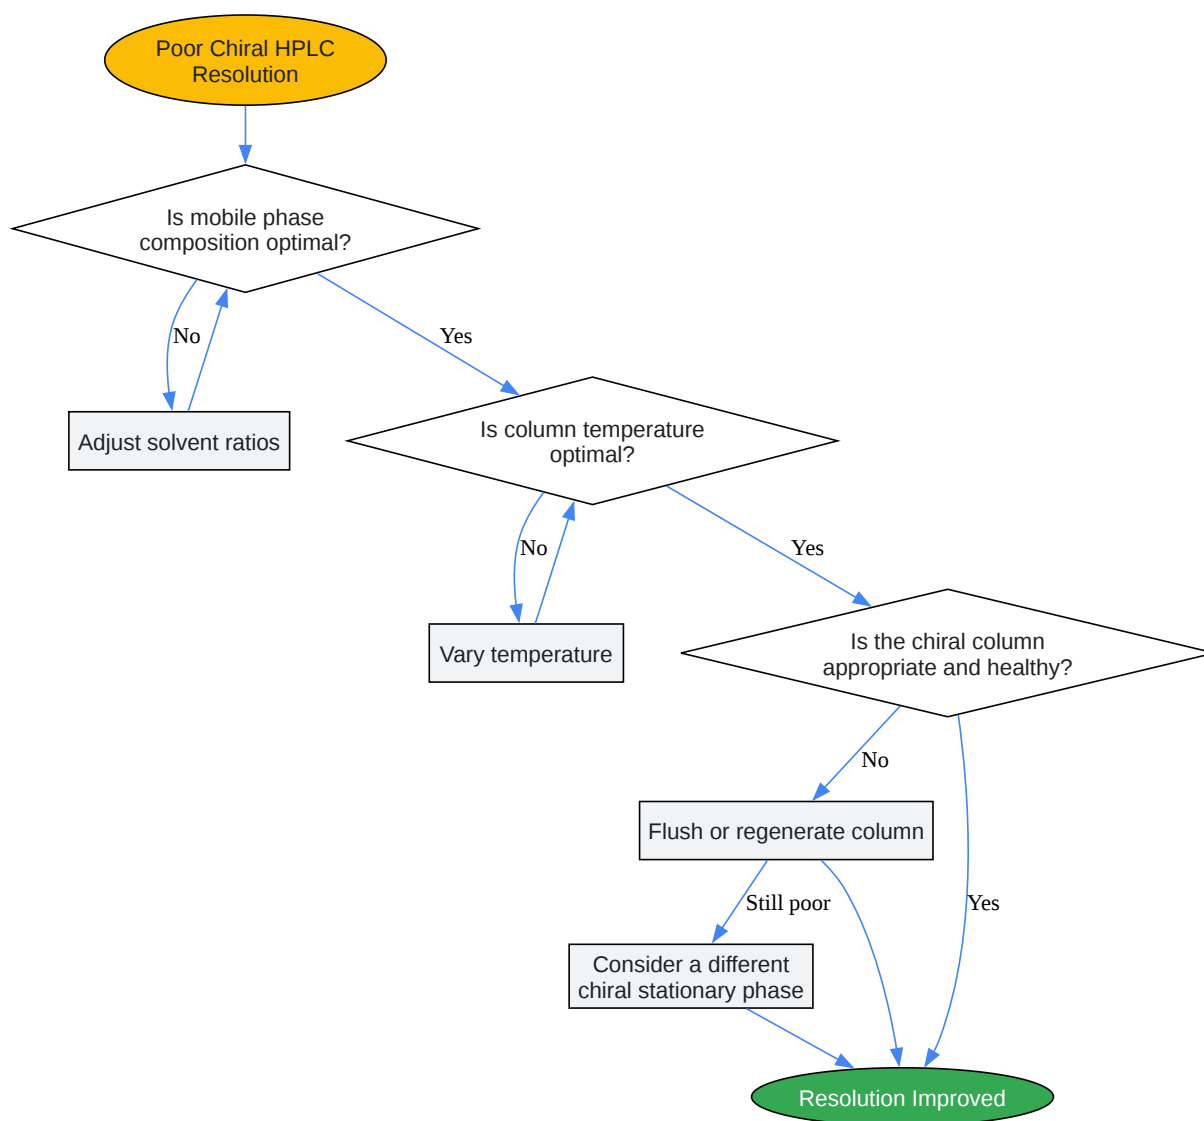 Poor Chiral HPLC
Resolution
Is mobile phase
composition optimal?
No
Yes
Adjust solvent ratios
Is column temperature
optimal?
No
Yes
Vary temperature
Is the chiral column
appropriate and healthy?
No
Flush or regenerate column
Still poor
Yes
Consider a different
chiral stationary phase
Resolution Improved